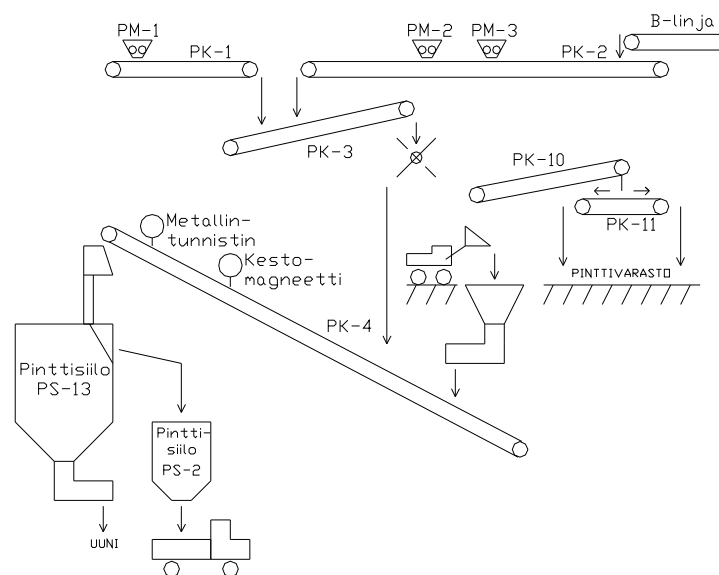 B-linja
PM-1
PM-2
PM-3
PK-1
PK-2
PK-3
PK-10
PK-11
Metallin-
tunnistin
Kesto-
magneetti
PINTTIVARASTO
PK-4
Pinttisiilo
PS-13
Pintti-
siilo
PS-2
UUNI